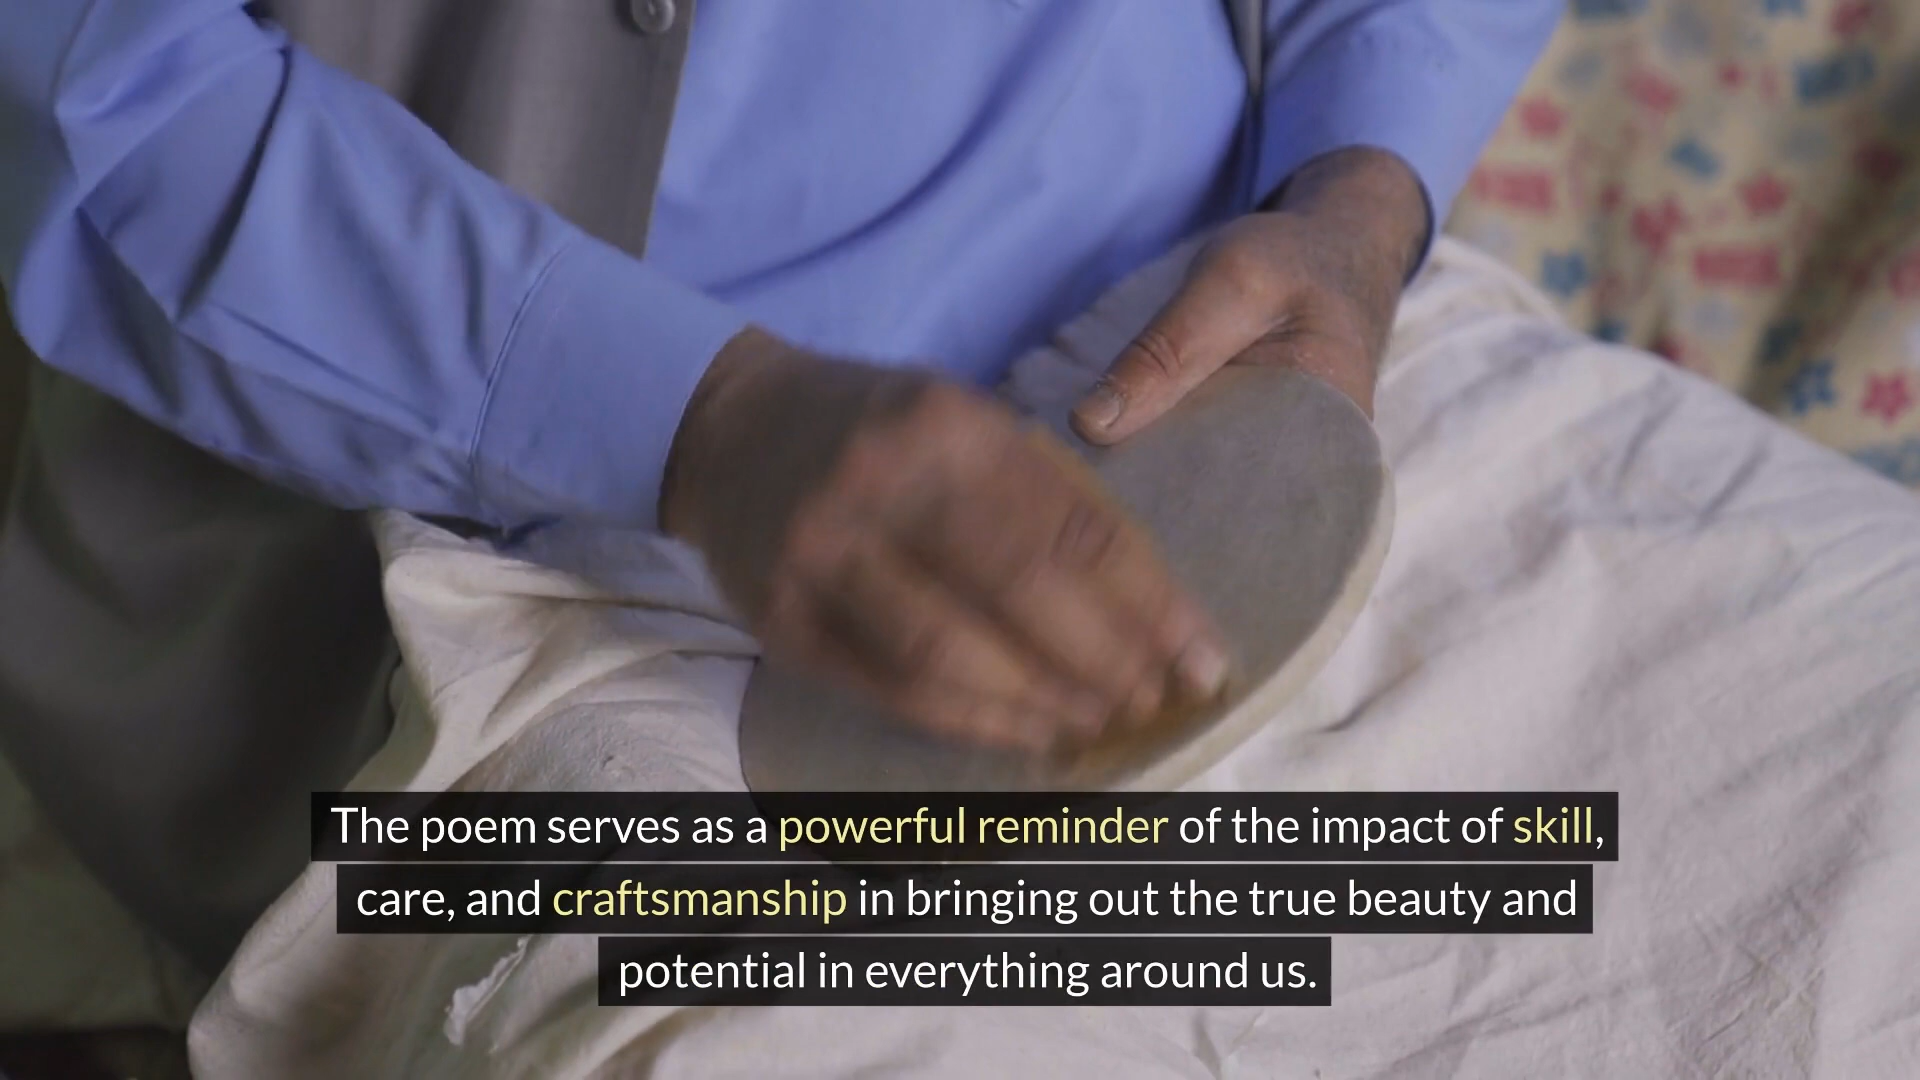 The poem serves as a powerful reminder of the impact of skill,
care, and craftsmanship in bringing out the true beauty and
potential in everything around us.